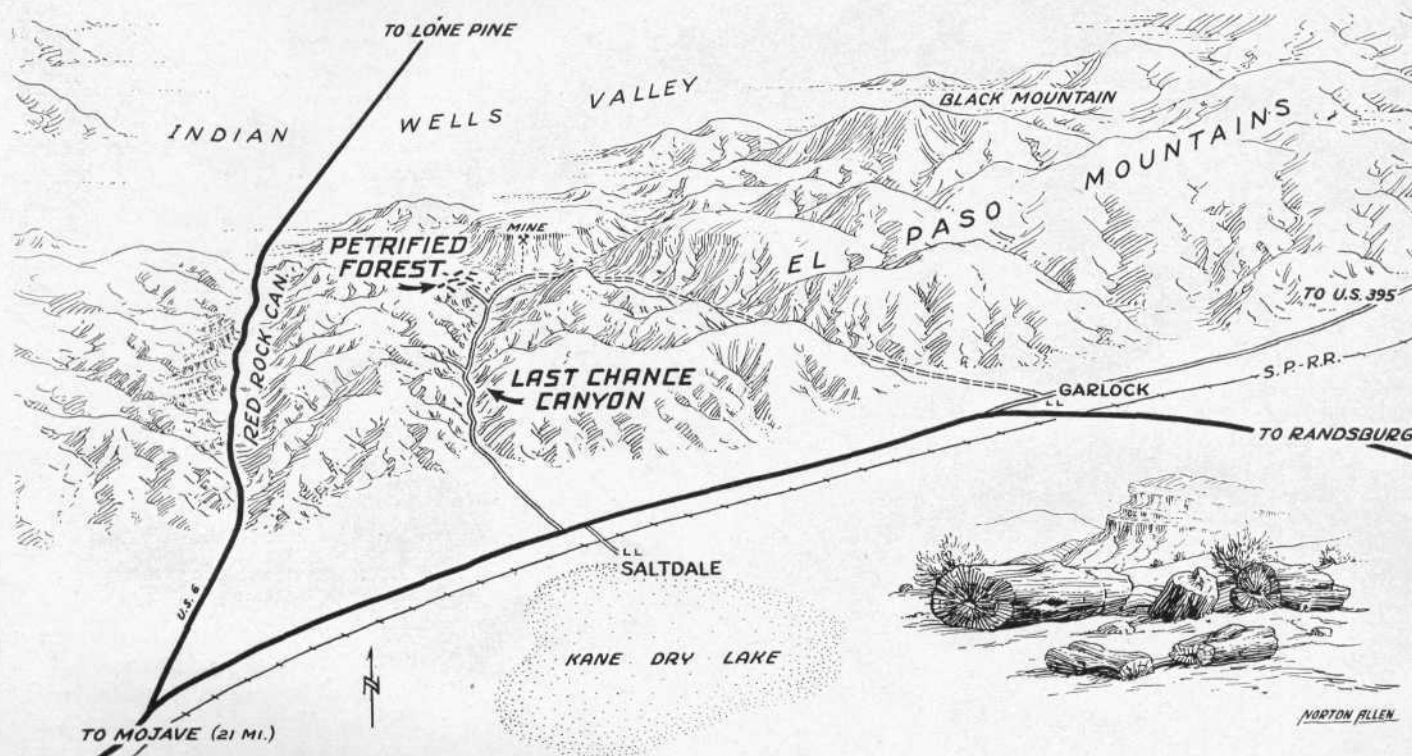 TO LONE PINE
INDIAN WELLS VALLEY
BLACK MOUNTAIN
EL PASO MOUNTAINS
MINE
PETRIFIED
FOREST
RED ROCK CAN.
TO U.S. 395
LAST CHANCE
CANYON
S.P.-R.R.
GARLOCK
TO RANDSBURG
U.S. 6
SALTDALE
KANE DRY LAKE
N
TO MOJAVE (21 MI.)
NORTON ALLEN